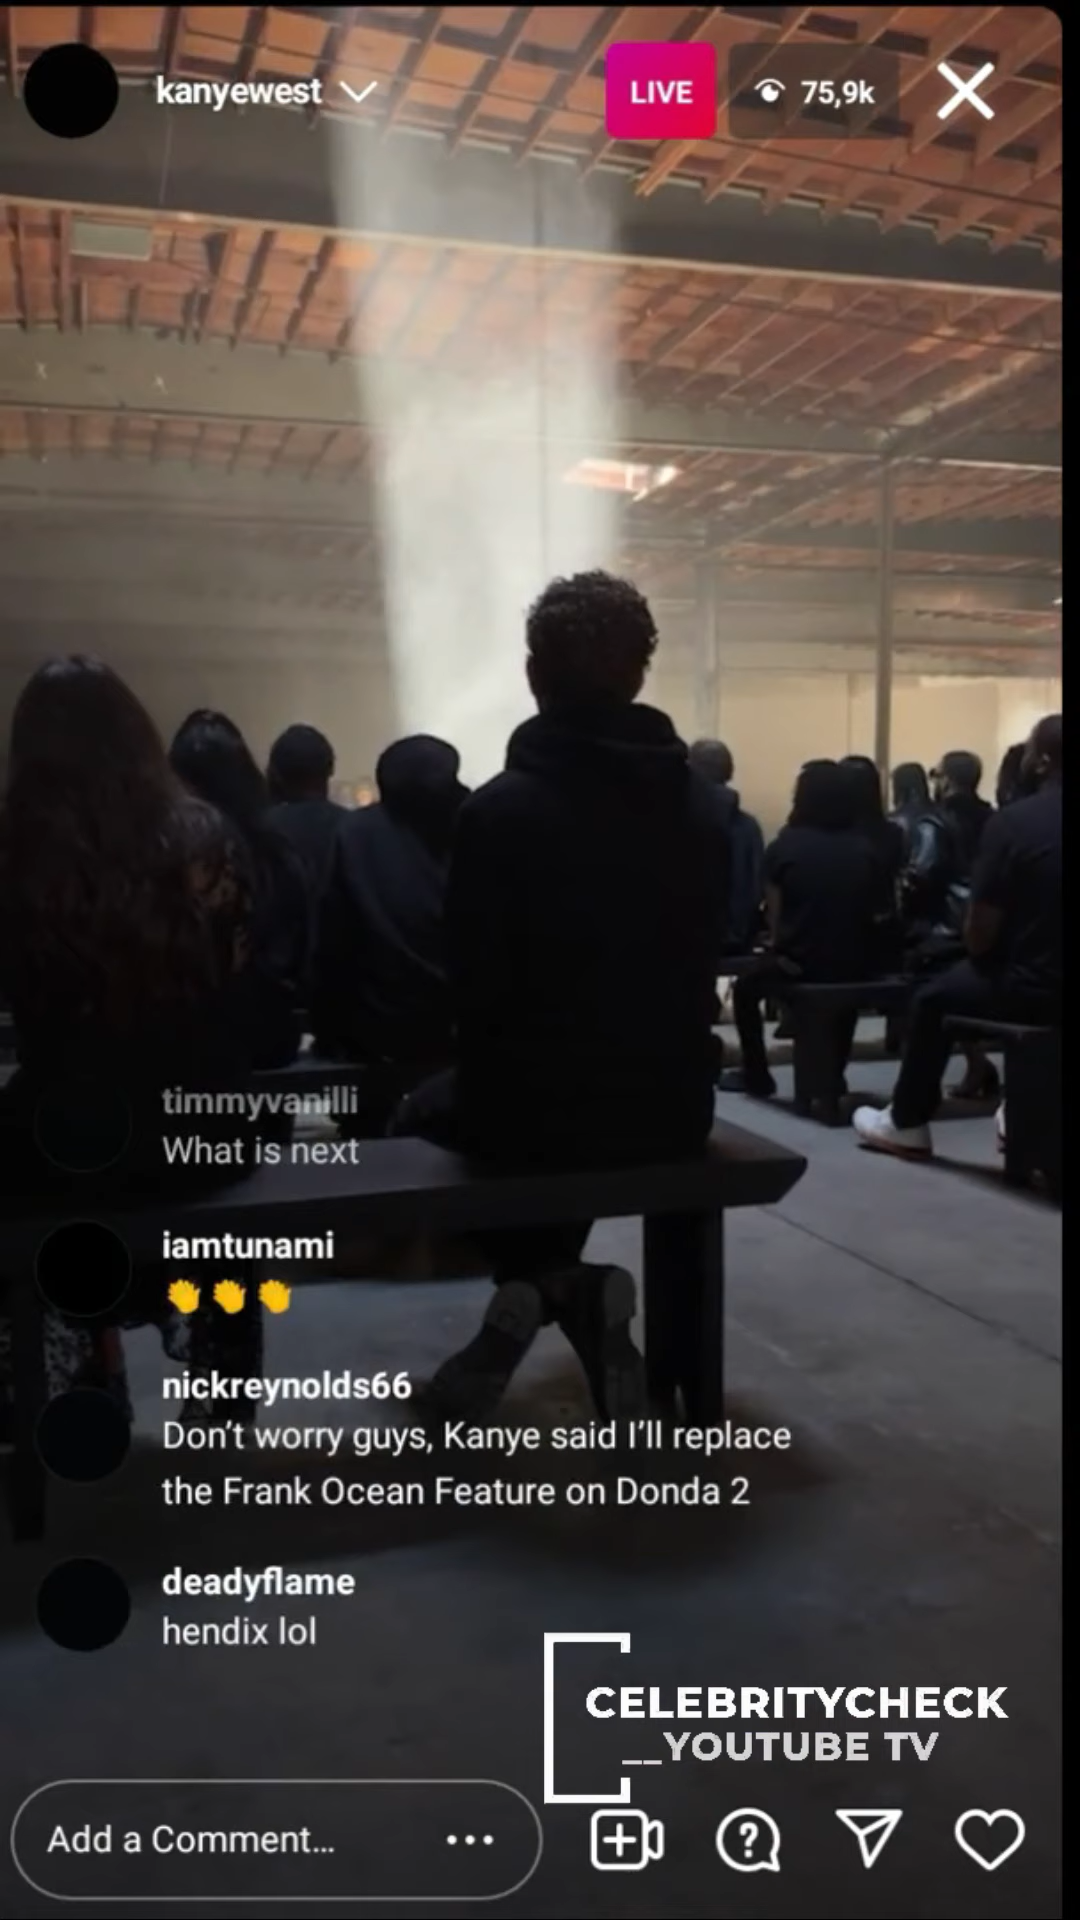 kanyewest
LIVE
75,9k
timmyvanilli
What is next
iamtunami
👏👏👏
nickreynolds66
Don't worry guys, Kanye said I'll replace
the Frank Ocean Feature on Donda 2
deadyflame
hendix lol
CELEBRITYCHECK
__YOUTUBE TV
Add a Comment...